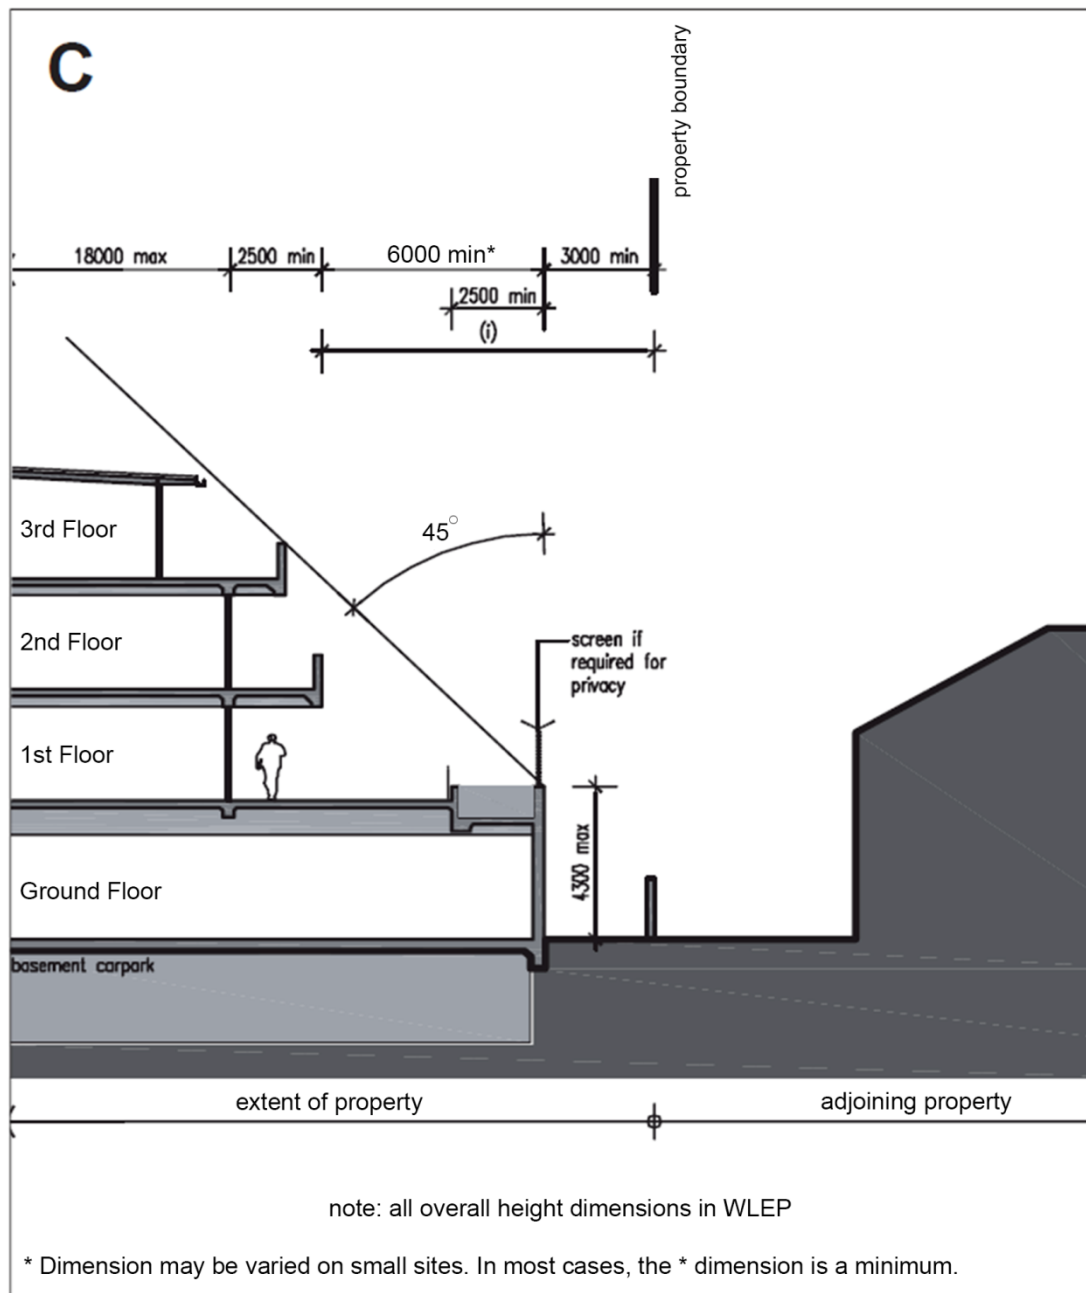 C
property boundary
18000 max
2500 min
6000 min*
3000 min
2500 min
(i)
45°
3rd Floor
2nd Floor
screen if
required for
privacy
1st Floor
4300 max
Ground Floor
basement carpark
extent of property
adjoining property
note: all overall height dimensions in WLEP
* Dimension may be varied on small sites. In most cases, the * dimension is a minimum.